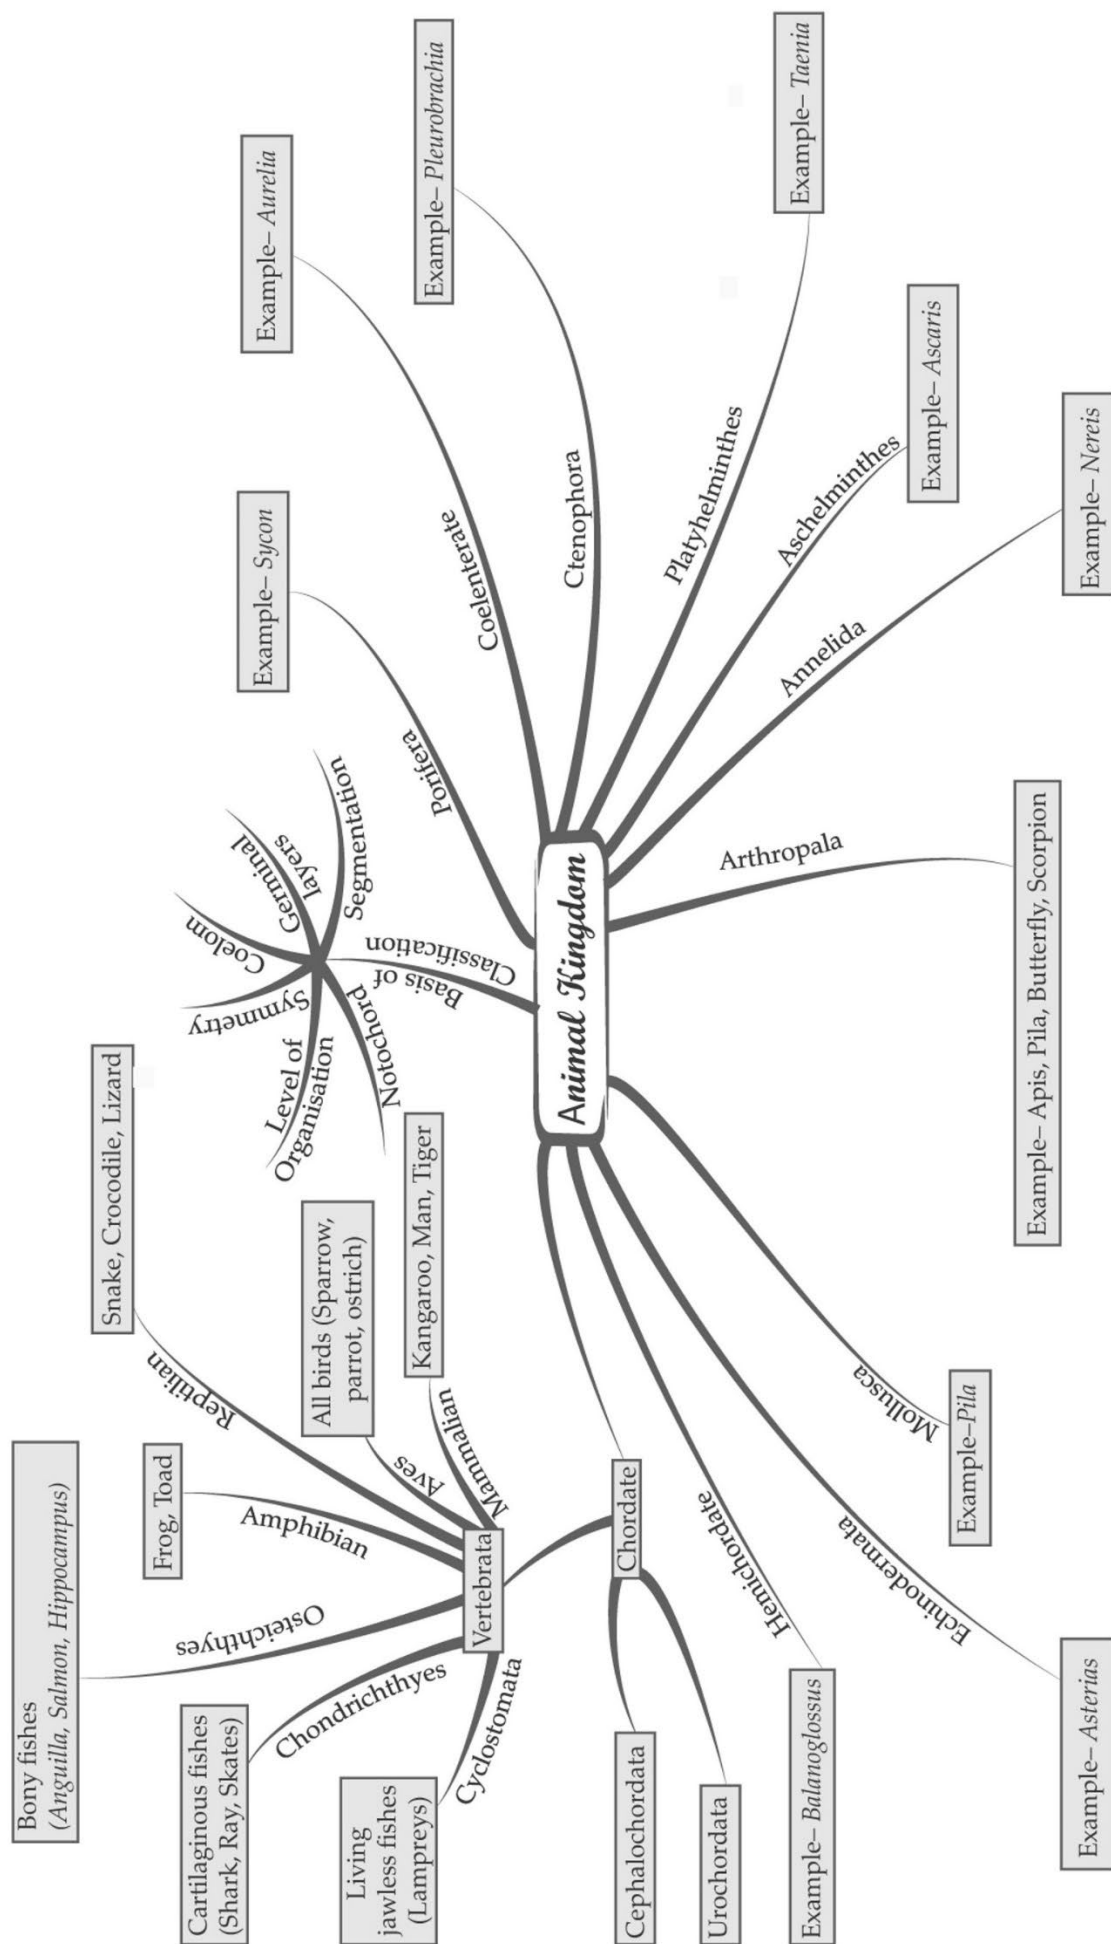 Animal Kingdom
Basis of
Classification
Level of
Organisation
Symmetry
Coelom
Germinal
layers
Segmentation
Notochord
Porifera
Example– Sycon
Coelenterate
Example– Aurelia
Ctenophora
Example– Pleurobrachia
Platyhelminthes
Example– Taenia
Aschelminthes
Example– Ascaris
Annelida
Example– Nereis
Arthropala
Example– Apis, Pila, Butterfly, Scorpion
Mollusca
Example–Pila
Echinodermata
Example– Asterias
Hemichordate
Example– Balanoglossus
Chordate
Urochordata
Cephalochordata
Vertebrata
Cyclostomata
Living
jawless fishes
(Lampreys)
Chondrichthyes
Cartilaginous fishes
(Shark, Ray, Skates)
Osteichthyes
Bony fishes
(Anguilla, Salmon, Hippocampus)
Amphibian
Frog, Toad
Reptilian
Snake, Crocodile, Lizard
Aves
All birds (Sparrow,
parrot, ostrich)
Mammalian
Kangaroo, Man, Tiger